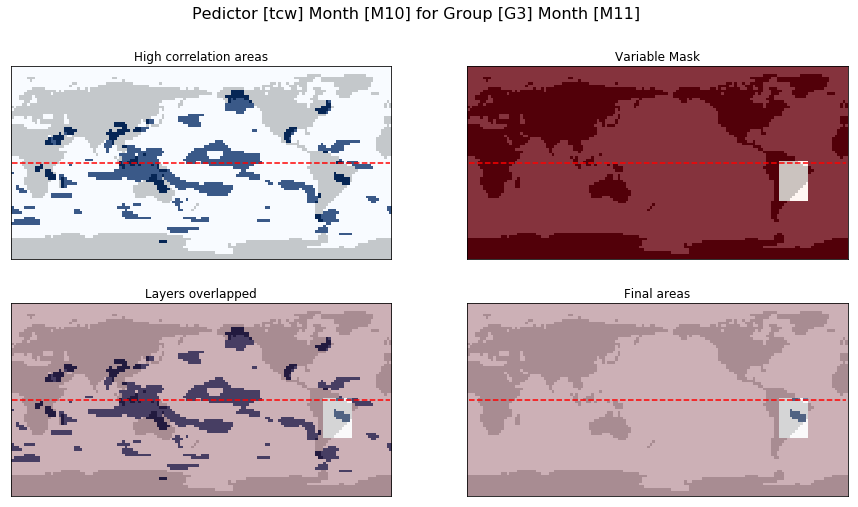 Pedictor [tcw] Month [M10] for Group [G3] Month [M11]
High correlation areas
Variable Mask
Layers overlapped
Final areas